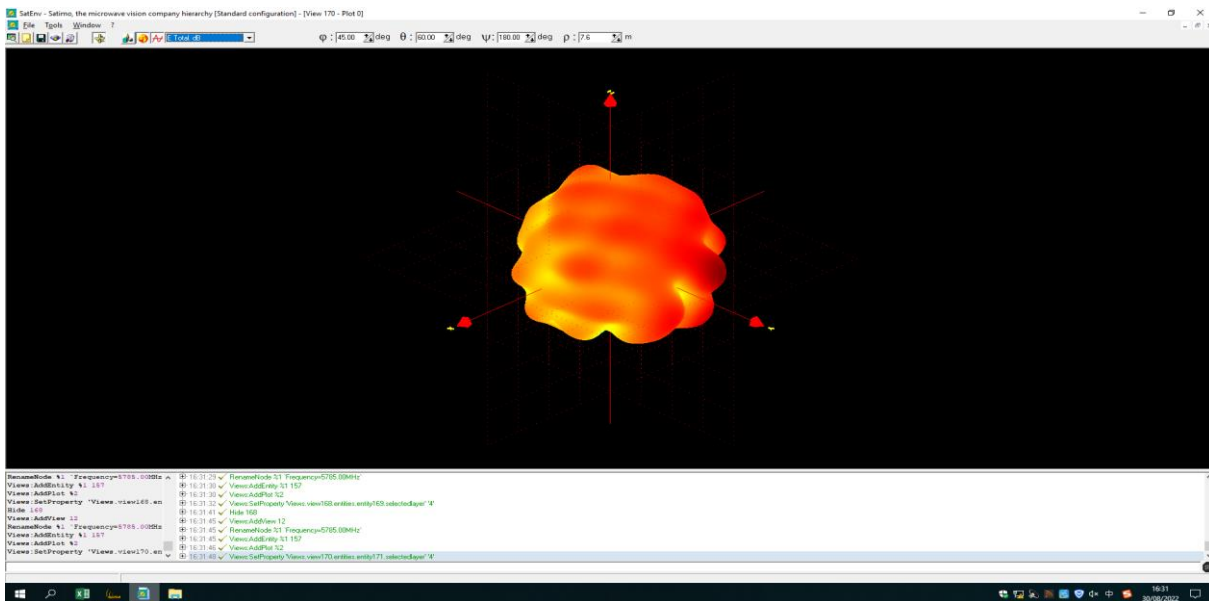 SatEnv - Satimo, the microwave vision company hierarchy [Standard configuration] - [View 170 - Plot 0]
File Tools Window ?
E Total dB φ : 45.00 deg θ : 60.00 deg ψ : 180.00 deg ρ : 7.6 m
RenameNode %1 'Frequency=5785.00MHz
Views:AddEntity %1 157
Views:AddPlot %2
Views:SetProperty 'Views.view168.en
Hide 168
Views:AddView 12
RenameNode %1 'Frequency=5785.00MHz
Views:AddEntity %1 157
Views:AddPlot %2
Views:SetProperty 'Views.view170.en
16:31:29 RenameNode %1 'Frequency=5785.00MHz'
16:31:30 Views:AddEntity %1 157
16:31:30 Views:AddPlot %2
16:31:32 Views:SetProperty 'Views.view168.entities.entity169.selectedlayer' '4'
16:31:41 Hide 168
16:31:45 Views:AddView 12
16:31:45 RenameNode %1 'Frequency=5785.00MHz'
16:31:45 Views:AddEntity %1 157
16:31:46 Views:AddPlot %2
16:31:48 Views:SetProperty 'Views.view170.entities.entity171.selectedlayer' '4'
中
16:31
30/08/2022